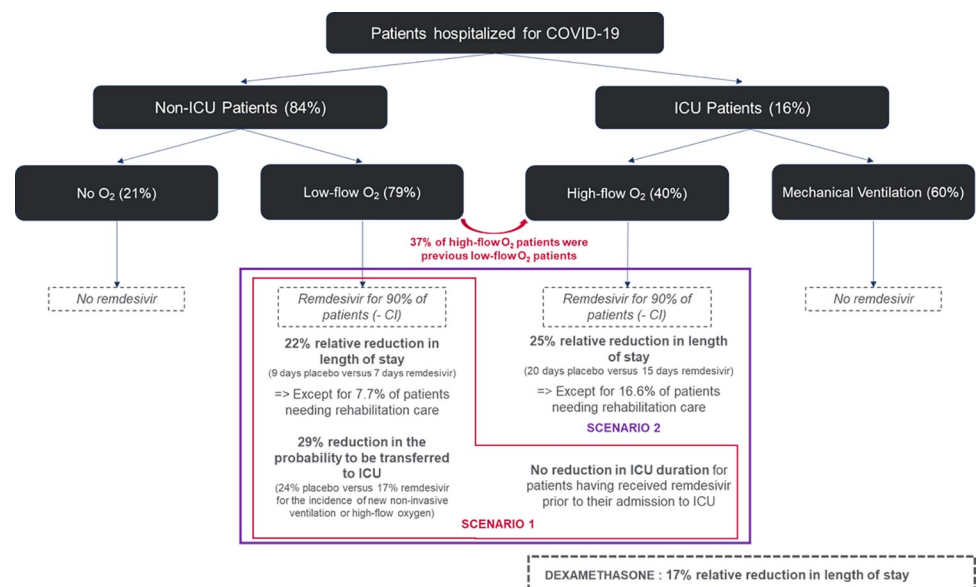 Patients hospitalized for COVID-19
Non-ICU Patients (84%)
ICU Patients (16%)
No O₂ (21%)
Low-flow O₂ (79%)
High-flow O₂ (40%)
Mechanical Ventilation (60%)
37% of high-flow O₂ patients were
previous low-flow O₂ patients
No remdesivir
Remdesivir for 90% of
patients (- CI)
22% relative reduction in
length of stay
(9 days placebo versus 7 days remdesivir)
=> Except for 7.7% of patients
needing rehabilitation care
29% reduction in the
probability to be transferred
to ICU
(24% placebo versus 17% remdesivir
for the incidence of new non-invasive
ventilation or high-flow oxygen)
Remdesivir for 90% of
patients (- CI)
25% relative reduction in length
of stay
(20 days placebo versus 15 days remdesivir)
=> Except for 16.6% of patients
needing rehabilitation care
SCENARIO 2
No reduction in ICU duration for
patients having received remdesivir
prior to their admission to ICU
SCENARIO 1
No remdesivir
DEXAMETHASONE : 17% relative reduction in length of stay